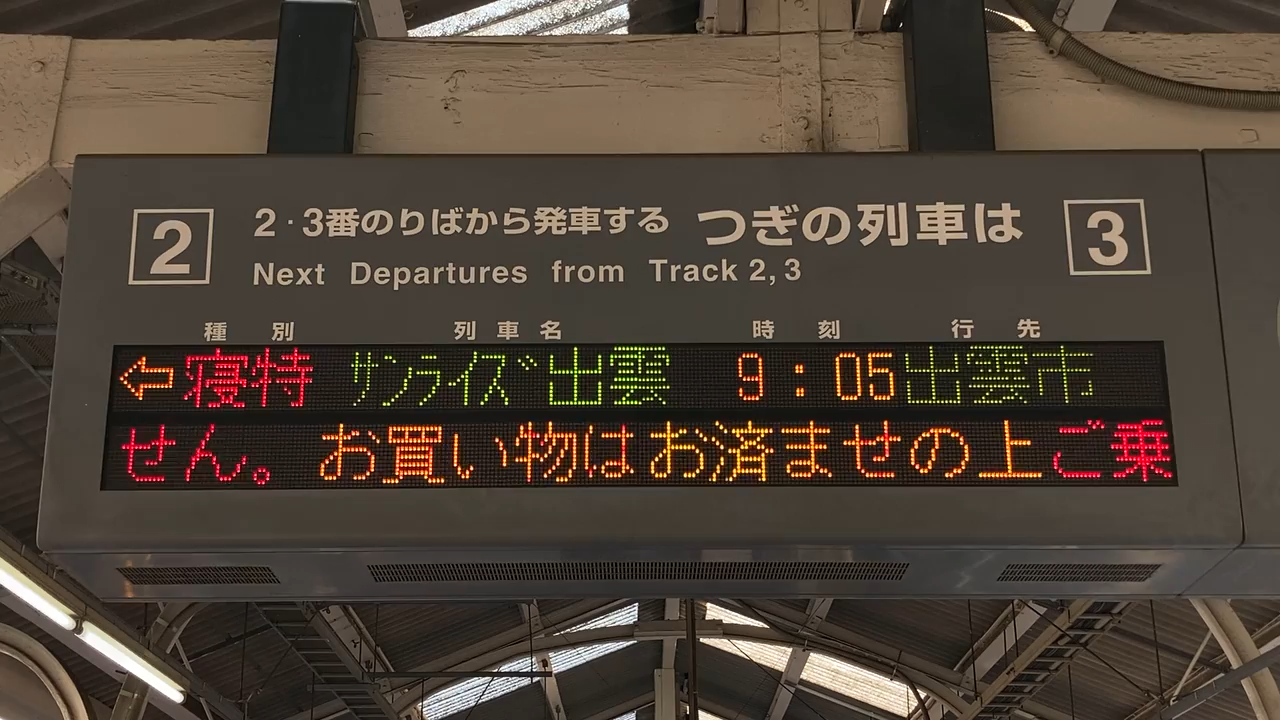 2 2・3番のりばから発車する つぎの列車は 3
Next Departures from Track 2, 3
種別 列車名 時刻 行先
⇐寝特 サンライズ出雲 9:05 出雲市
せん。お買い物はお済ませの上ご乗